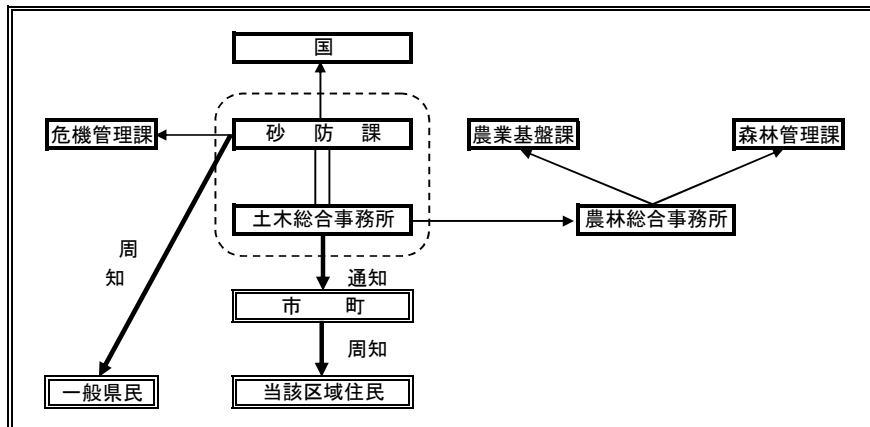 国
危機管理課
砂　防　課
農業基盤課
森林管理課
土木総合事務所
農林総合事務所
周
知
通知
市　　町
周知
一般県民
当該区域住民